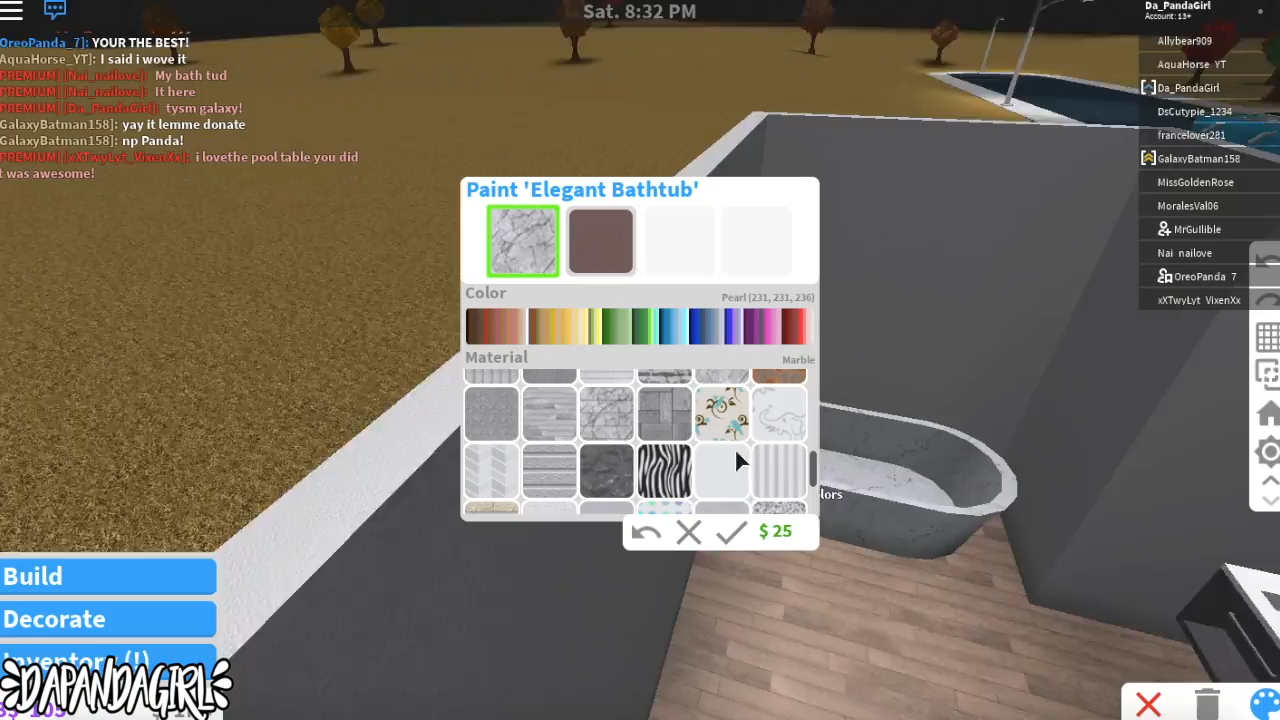 Sat. 8:32 PM
OreoPanda_7]: YOUR THE BEST!
AquaHorse_YT]: I said i wove it
PREMIUM| [Nai_nailove]: My bath tud
PREMIUM| [Nai_nailove]: It here
PREMIUM| [Da_PandaGirl]: tysm galaxy!
GalaxyBatman158]: yay it lemme donate
GalaxyBatman158]: np Panda!
PREMIUM| [xXTwyLyt_VixenXx]: i lovethe pool table you did
t was awesome!
Da_PandaGirl
Account: 13+
Allybear909
AquaHorse_YT
Da_PandaGirl
DsCutypie_1234
francelover281
GalaxyBatman158
MissGoldenRose
MoralesVal06
MrGullible
Nai_nailove
OreoPanda_7
xXTwyLyt_VixenXx
Paint 'Elegant Bathtub'
Color
Pearl (231, 231, 236)
Material
Marble
lors
$ 25
Build
Decorate
Inventory (!)
DAPANDAGIRL